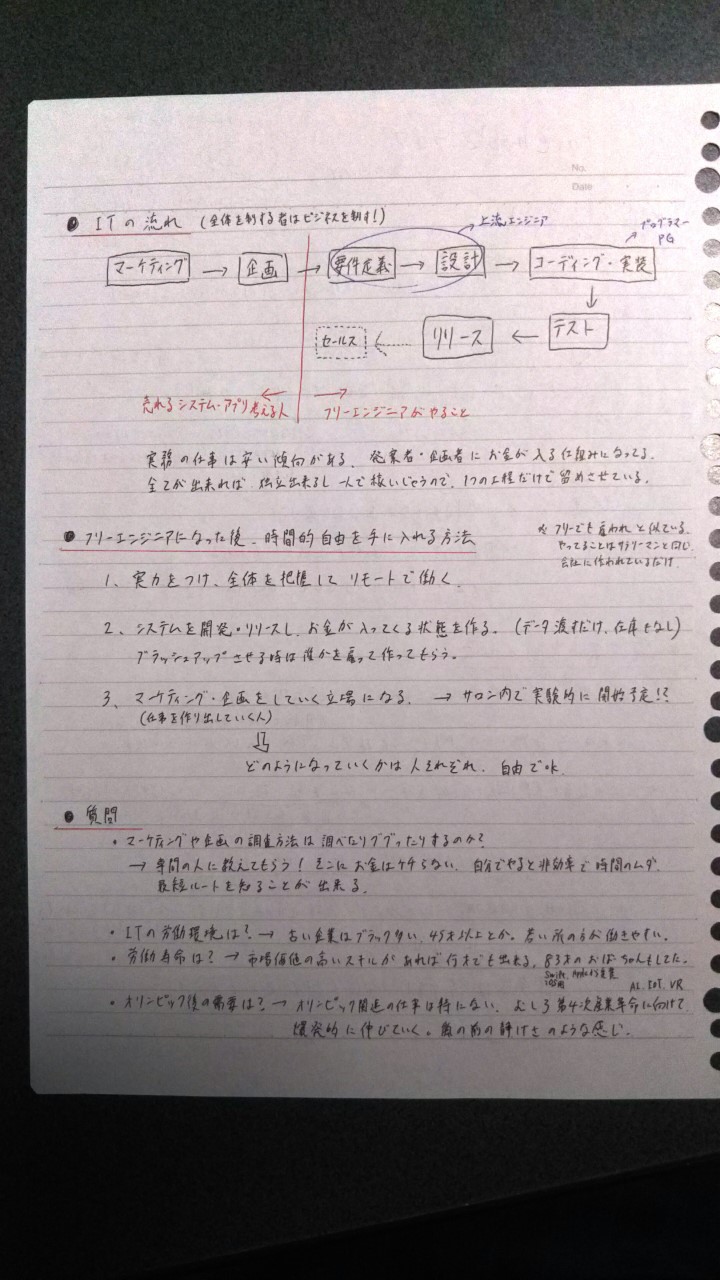 No.
Date
● ITの流れ (全体を制する者はビジネスを制す!)
→上流エンジニア
プログラマー
PG
マーケティング → 企画 → 要件定義 → 設計 → コーディング・実装
↓
セールス ← リリース ← テスト
売れるシステム・アプリ考える人 ← → フリーエンジニアがやること
実務の仕事は安い傾向がある。発案者・企画者にお金が入る仕組みになってる。
全てが出来れば独立出来るし一人で稼いじゃうので、1つの工程だけで留めさせている。
● フリーエンジニアになった後、時間的自由を手に入れる方法
※フリーでも雇われと似ている。
やってることはサラリーマンと同じ
会社に作われているだけ
1、実力をつけ、全体を把握してリモートで働く。
2、システムを開発・リリースし、お金が入ってくる状態を作る。(データ渡すだけ、在庫もなし)
ブラッシュアップさせる時は誰かを雇って作ってもらう。
3、マーケティング・企画をしていく立場になる。 → サロン内で実験的に開始予定!?
(仕事を作り出していく人)
⇩
どのようになっていくかは人それぞれ、自由でok.
● 質問
・マーケティングや企画の調査方法は調べたりググったりするのか?
→ 専門の人に教えてもらう! そこにお金はケチらない。自分でやると非効率で時間のムダ。
最短ルートを知ることが出来る。
・ITの労働環境は? → 古い企業はブラック多い、45才以上とか。若い所の方が働きやすい。
・労働寿命は? → 市場価値の高いスキルがあれば何才でも出来る。83才のおばーちゃんもしてた。
Swift,
AI. IOT. VR
・オリンピック後の需要は? → オリンピック関連の仕事は特にない。むしろ第4次産業革命に向けて
爆発的に伸びていく。嵐の前の静けさのような感じ。